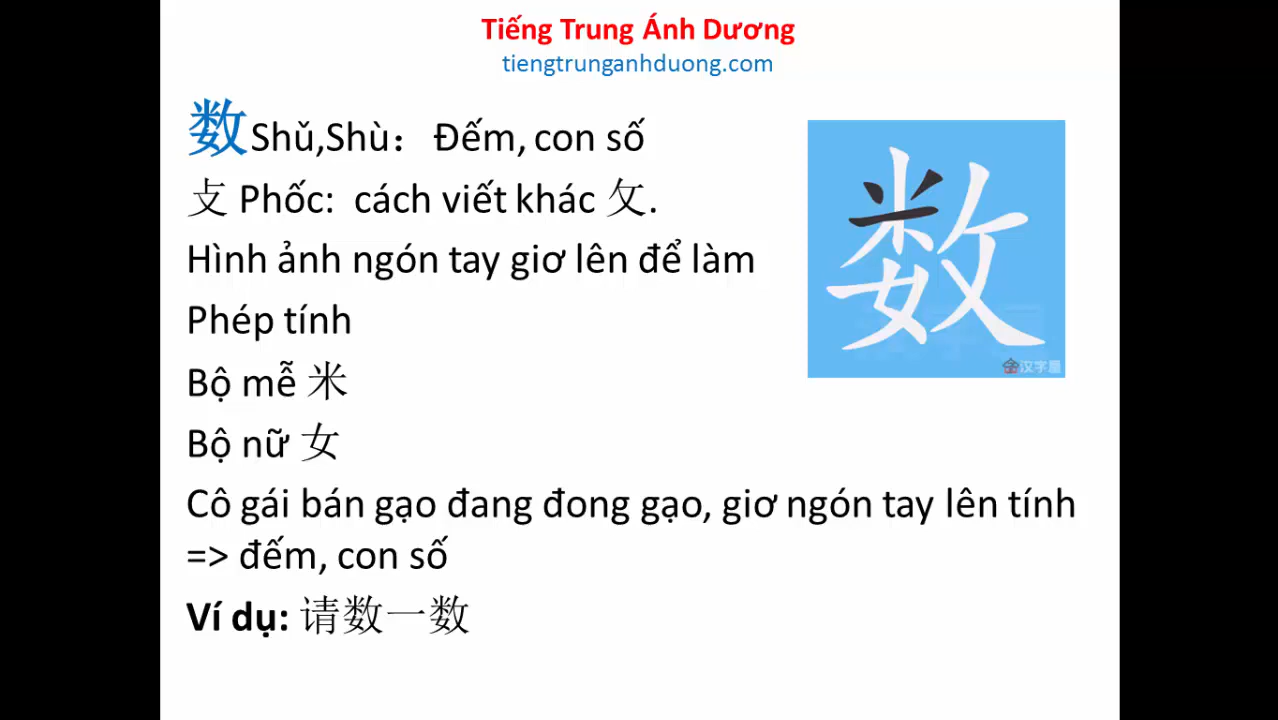 Tiếng Trung Ánh Dương
tiengtrunganhduong.com
数Shǔ,Shù： Đếm, con số
攴 Phốc: cách viết khác 攵.
Hình ảnh ngón tay giơ lên để làm
Phép tính
Bộ mễ 米
Bộ nữ 女
Cô gái bán gạo đang đong gạo, giơ ngón tay lên tính
=> đếm, con số
Ví dụ: 请数一数
数
汉字屋